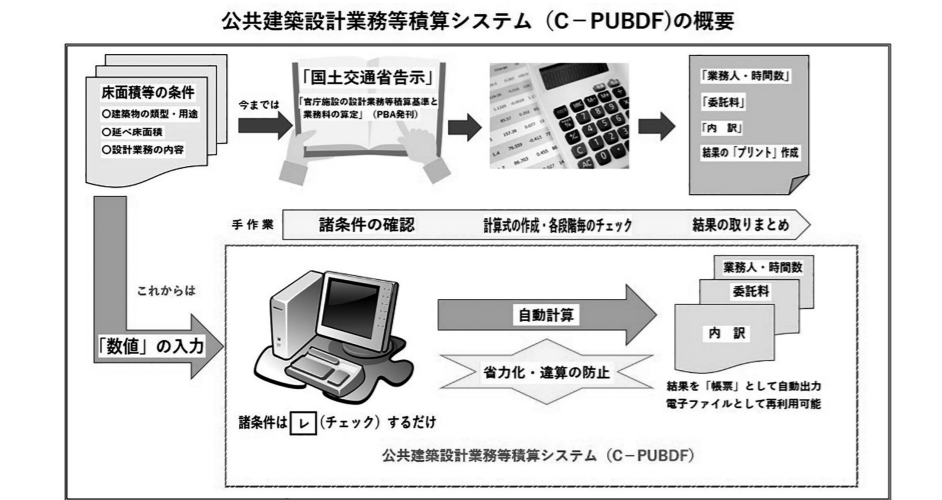 公共建築設計業務等積算システム（C－PUBDF)の概要
床面積等の条件
〇建築物の類型・用途
〇延べ床面積
〇設計業務の内容
今までは
「国土交通省告示」
「官庁施設の設計業務等積算基準と
業務料の算定」（PBA発刊）
「業務人・時間数」
「委託料」
「内　訳」
結果の「プリント」作成
手 作 業
諸条件の確認
計算式の作成・各段階毎のチェック
結果の取りまとめ
これからは
「数値」の入力
自動計算
省力化・違算の防止
業務人・時間数
委託料
内　訳
結果を「帳票」として自動出力
電子ファイルとして再利用可能
諸条件は レ （チェック）するだけ
公共建築設計業務等積算システム（C－PUBDF）